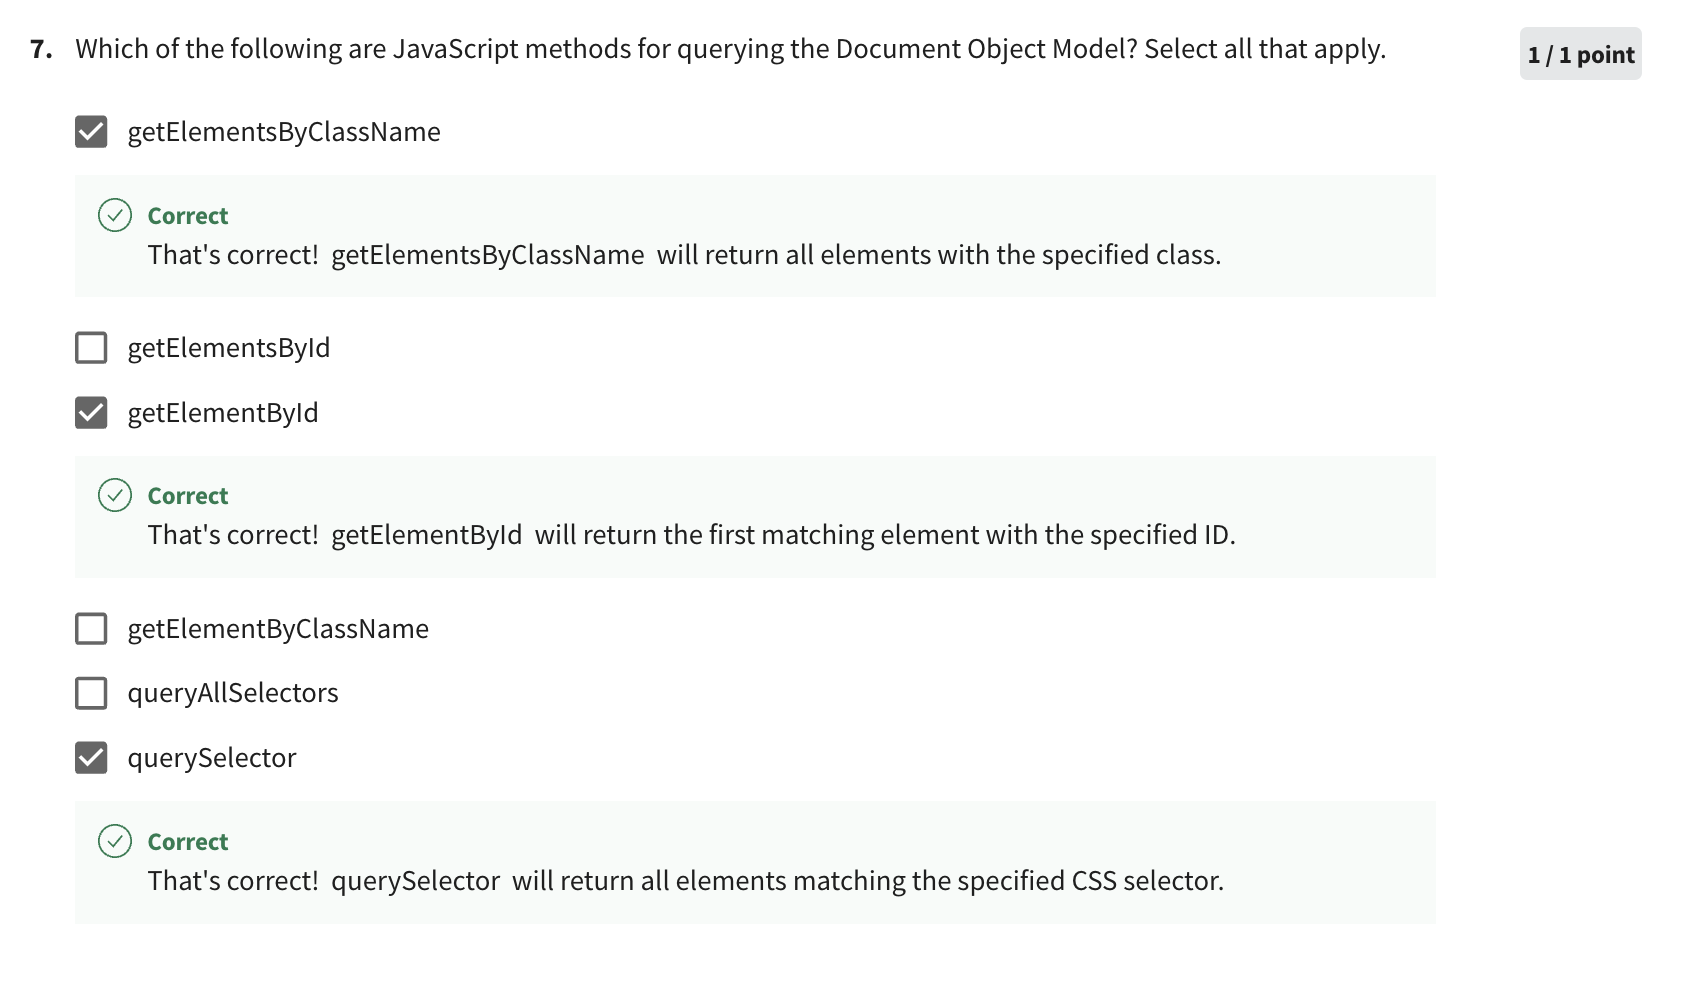 7. Which of the following are JavaScript methods for querying the Document Object Model? Select all that apply.
1 / 1 point
getElementsByClassName
Correct
That's correct! getElementsByClassName will return all elements with the specified class.
getElementsById
getElementById
Correct
That's correct! getElementById will return the first matching element with the specified ID.
getElementByClassName
queryAllSelectors
querySelector
Correct
That's correct! querySelector will return all elements matching the specified CSS selector.